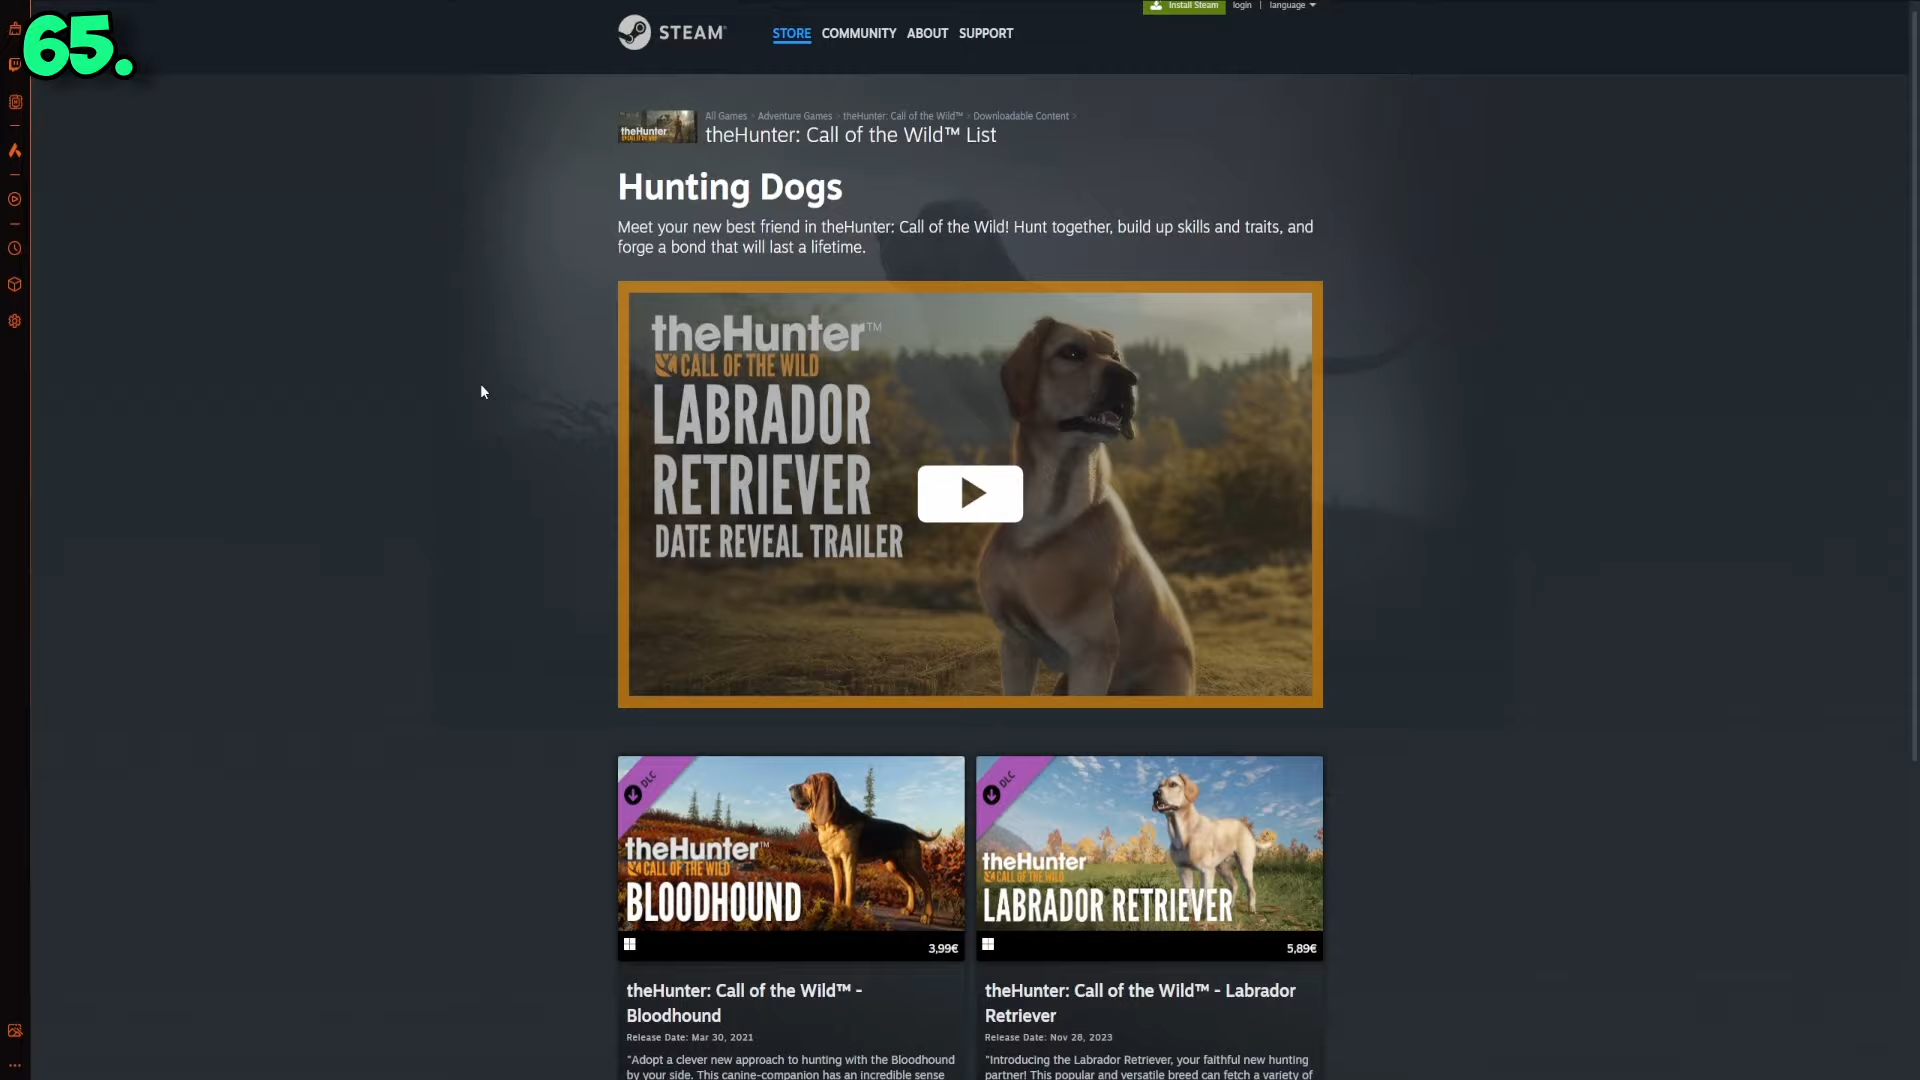 65.
Install Steam login | language
STEAM®
STORE COMMUNITY ABOUT SUPPORT
All Games > Adventure Games > theHunter: Call of the Wild™ > Downloadable Content >
theHunter: Call of the Wild™ List
theHunter
Hunting Dogs
Meet your new best friend in theHunter: Call of the Wild! Hunt together, build up skills and traits, and
forge a bond that will last a lifetime.
theHunter™
CALL OF THE WILD
LABRADOR
RETRIEVER
DATE REVEAL TRAILER
DLC
theHunter™
CALL OF THE WILD
BLOODHOUND
3,99€
theHunter: Call of the Wild™ -
Bloodhound
Release Date: Mar 30, 2021
"Adopt a clever new approach to hunting with the Bloodhound
by your side. This canine-companion has an incredible sense
DLC
theHunter
CALL OF THE WILD
LABRADOR RETRIEVER
5,89€
theHunter: Call of the Wild™ - Labrador
Retriever
Release Date: Nov 28, 2023
"Introducing the Labrador Retriever, your faithful new hunting
partner! This popular and versatile breed can fetch a variety of